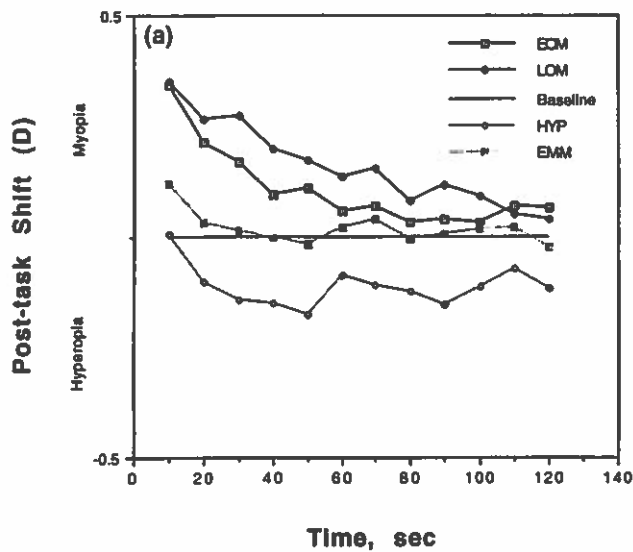 0.5
(a)
EOM
LOM
Baseline
HYP
EMM
Myopia
Post-task Shift (D)
Hyperopia
-0.5
0 20 40 60 80 100 120 140
Time, sec